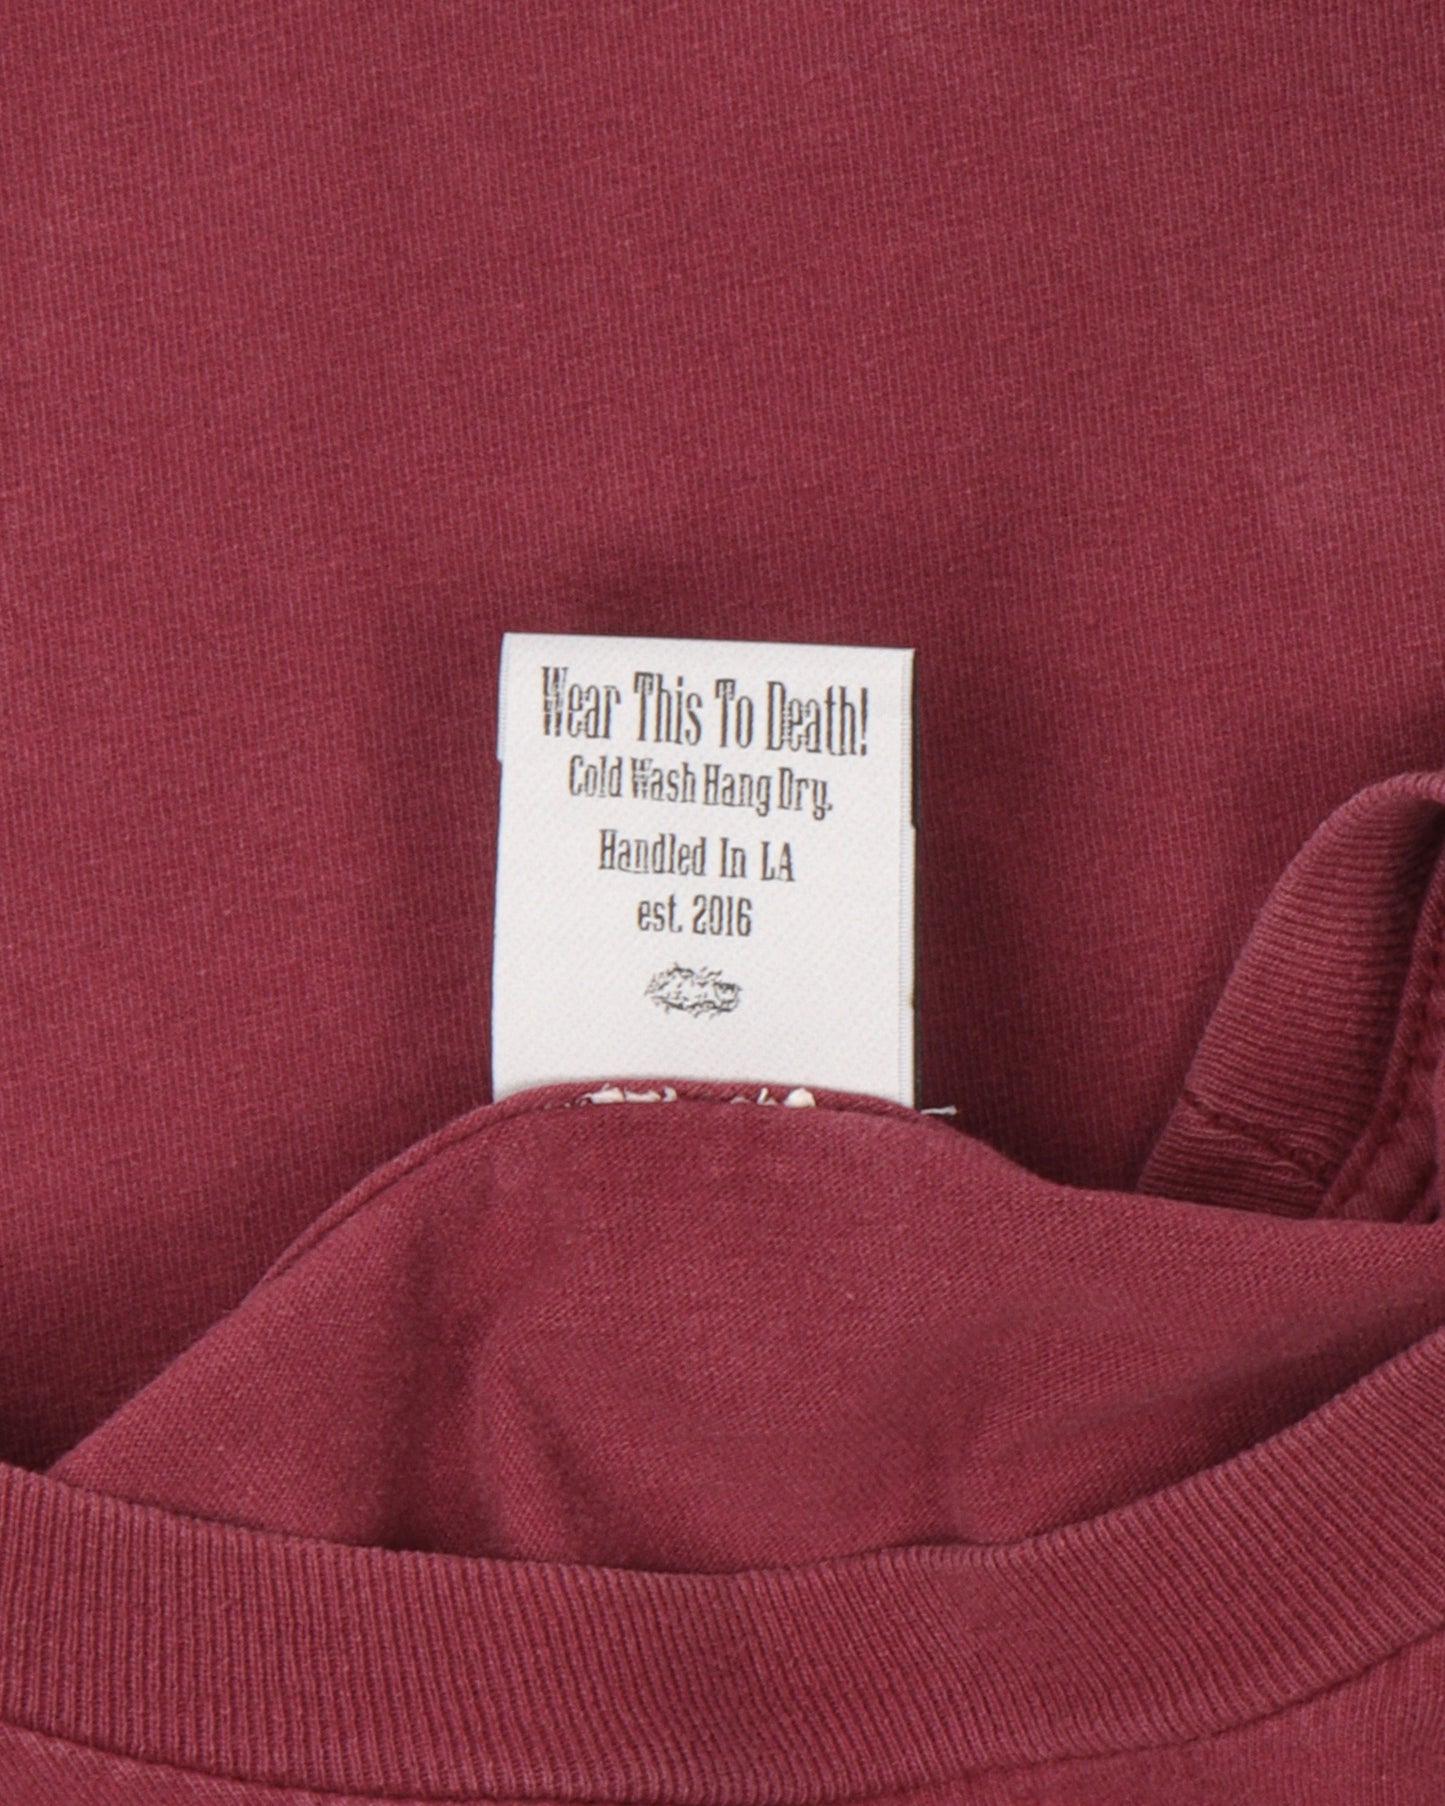 Wear This To Death!
Cold Wash Hang Dry.
Handled In LA
est. 2016